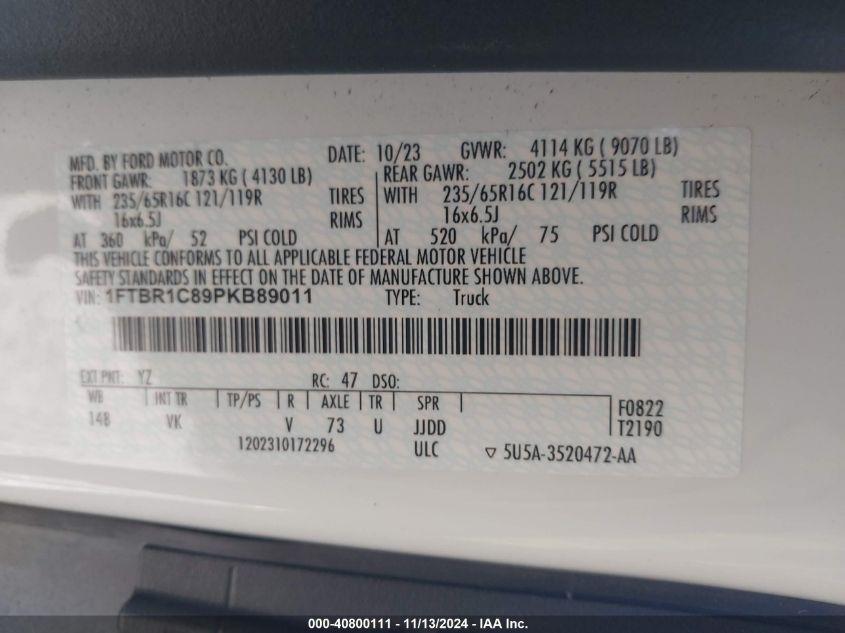 MFD. BY FORD MOTOR CO. DATE: 10/23 GVWR: 4114 KG ( 9070 LB)
FRONT GAWR: 1873 KG ( 4130 LB) REAR GAWR: 2502 KG ( 5515 LB)
WITH 235/65R16C 121/119R TIRES WITH 235/65R16C 121/119R TIRES
16x6.5J RIMS 16x6.5J RIMS
AT 360 kPa/ 52 PSI COLD AT 520 kPa/ 75 PSI COLD
THIS VEHICLE CONFORMS TO ALL APPLICABLE FEDERAL MOTOR VEHICLE
SAFETY STANDARDS IN EFFECT ON THE DATE OF MANUFACTURE SHOWN ABOVE.
VIN: 1FTBR1C89PKB89011 TYPE: Truck
EXT PNT: YZ RC: 47 DSO:
WB INT TR TP/PS R AXLE TR SPR F0822
148 VK V 73 U JJDD T2190
1202310172296 ULC ▽ 5U5A-3520472-AA
000-40800111 - 11/13/2024 - IAA Inc.